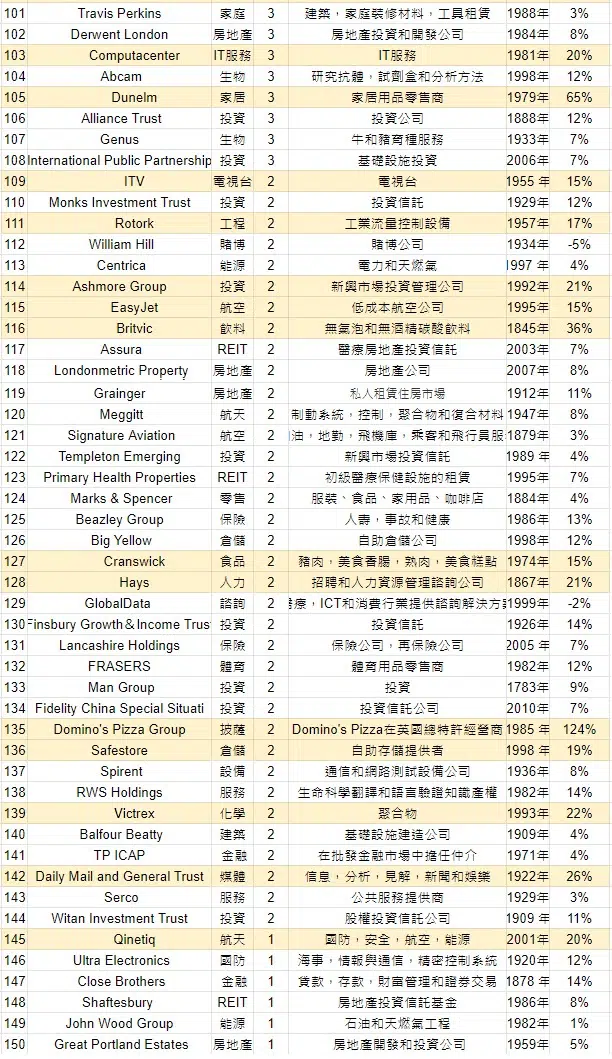 101 Travis Perkins 家庭 3 建築，家庭裝修材料，工具租賃 1988年 3%
102 Derwent London 房地產 3 房地產投資和開發公司 1984年 8%
103 Computacenter IT服務 3 IT服務 1981年 20%
104 Abcam 生物 3 研究抗體，試劑盒和分析方法 1998年 12%
105 Dunelm 家居 3 家居用品零售商 1979年 65%
106 Alliance Trust 投資 3 投資公司 1888年 12%
107 Genus 生物 3 牛和豬育種服務 1933年 7%
108 International Public Partnership 投資 3 基礎設施投資 2006年 7%
109 ITV 電視台 2 電視台 1955 年 15%
110 Monks Investment Trust 投資 2 投資信託 1929年 12%
111 Rotork 工程 2 工業流量控制設備 1957年 17%
112 William Hill 賭博 2 賭博公司 1934年 -5%
113 Centrica 能源 2 電力和天燃氣 1997 年 4%
114 Ashmore Group 投資 2 新興市場投資管理公司 1992年 21%
115 EasyJet 航空 2 低成本航空公司 1995年 15%
116 Britvic 飲料 2 無氣泡和無酒精碳酸飲料 1845年 36%
117 Assura REIT 2 醫療房地產投資信託 2003年 7%
118 Londonmetric Property 房地產 2 房地產公司 2007年 8%
119 Grainger 房地產 2 私人租賃住房市場 1912年 11%
120 Meggitt 航天 2 制動系統，控制，聚合物和復合材料 1947年 8%
121 Signature Aviation 航空 2 油，地勤，飛機庫，乘客和飛行員服 1879年 3%
122 Templeton Emerging 投資 2 新興市場投資信託 1989 年 4%
123 Primary Health Properties REIT 2 初級醫療保健設施的租賃 1995年 7%
124 Marks & Spencer 零售 2 服裝、食品、家用品、咖啡店 1884年 4%
125 Beazley Group 保險 2 人壽，事故和健康 1986年 13%
126 Big Yellow 倉儲 2 自助倉儲公司 1998年 12%
127 Cranswick 食品 2 豬肉，美食香腸，熟肉，美食糕點 1974年 15%
128 Hays 人力 2 招聘和人力資源管理諮詢公司 1867年 21%
129 GlobalData 諮詢 2 療，ICT和消費行業提供諮詢解決方 1999年 -2%
130 Finsbury Growth＆Income Trus 投資 2 投資信託 1926年 14%
131 Lancashire Holdings 保險 2 保險公司，再保險公司 2005 年 7%
132 FRASERS 體育 2 體育用品零售商 1982年 12%
133 Man Group 投資 2 投資 1783年 9%
134 Fidelity China Special Situati 投資 2 投資信託公司 2010年 7%
135 Domino's Pizza Group 披薩 2 Domino's Pizza在英國總特許經營商 1985 年 124%
136 Safestore 倉儲 2 自助存儲提供者 1998 年 19%
137 Spirent 設備 2 通信和網路測試設備公司 1936年 8%
138 RWS Holdings 服務 2 生命科學翻譯和語言驗證知識產權 1982年 14%
139 Victrex 化學 2 聚合物 1993年 22%
140 Balfour Beatty 建築 2 基礎設施建造公司 1909年 4%
141 TP ICAP 金融 2 在批發金融市場中擔任仲介 1971年 4%
142 Daily Mail and General Trust 媒體 2 信息，分析，見解，新聞和娛樂 1922年 26%
143 Serco 服務 2 公共服務提供商 1929年 3%
144 Witan Investment Trust 投資 2 股權投資信託公司 1909 年 11%
145 Qinetiq 航天 1 國防，安全，航空，能源 2001年 20%
146 Ultra Electronics 國防 1 海事，情報與通信，精密控制系統 1920年 12%
147 Close Brothers 金融 1 貸款，存款，財富管理和證券交易 1878 年 14%
148 Shaftesbury REIT 1 房地產投資信託基金 1986年 8%
149 John Wood Group 能源 1 石油和天燃氣工程 1982年 1%
150 Great Portland Estates 房地產 1 房地產開發和投資公司 1959年 5%